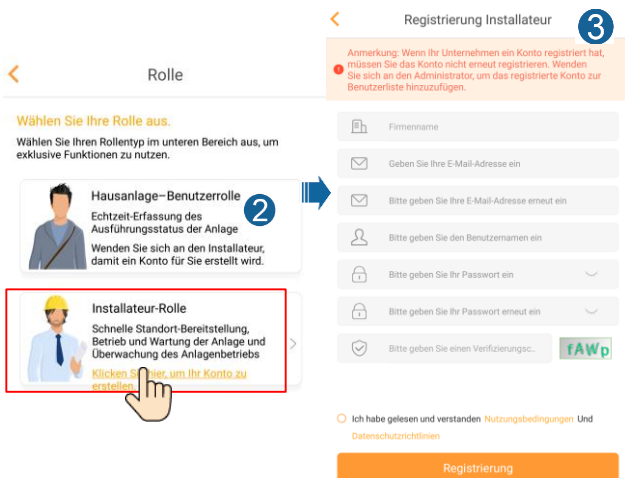 Rolle
Wählen Sie Ihre Rolle aus.
Wählen Sie Ihren Rollentyp im unteren Bereich aus, um
exklusive Funktionen zu nutzen.
Hausanlage-Benutzerrolle
2
Echtzeit-Erfassung des
Ausführungsstatus der Anlage
Wenden Sie sich an den Installateur,
damit ein Konto für Sie erstellt wird.
Installateur-Rolle
Schnelle Standort-Bereitstellung,
Betrieb und Wartung der Anlage und
Überwachung des Anlagenbetriebs
Klicken Sie hier, um Ihr Konto zu
erstellen.
Registrierung Installateur
3
Anmerkung: Wenn Ihr Unternehmen ein Konto registriert hat,
müssen Sie das Konto nicht erneut registrieren. Wenden
Sie sich an den Administrator, um das registrierte Konto zur
Benutzerliste hinzuzufügen.
Firmenname
Geben Sie Ihre E-Mail-Adresse ein
Bitte geben Sie Ihre E-Mail-Adresse erneut ein
Bitte geben Sie den Benutzernamen ein
Bitte geben Sie Ihr Passwort ein
Bitte geben Sie Ihr Passwort erneut ein
Bitte geben Sie einen Verifizierungsc..
fAWp
Ich habe gelesen und verstanden Nutzungsbedingungen Und
Datenschutzrichtlinien
Registrierung